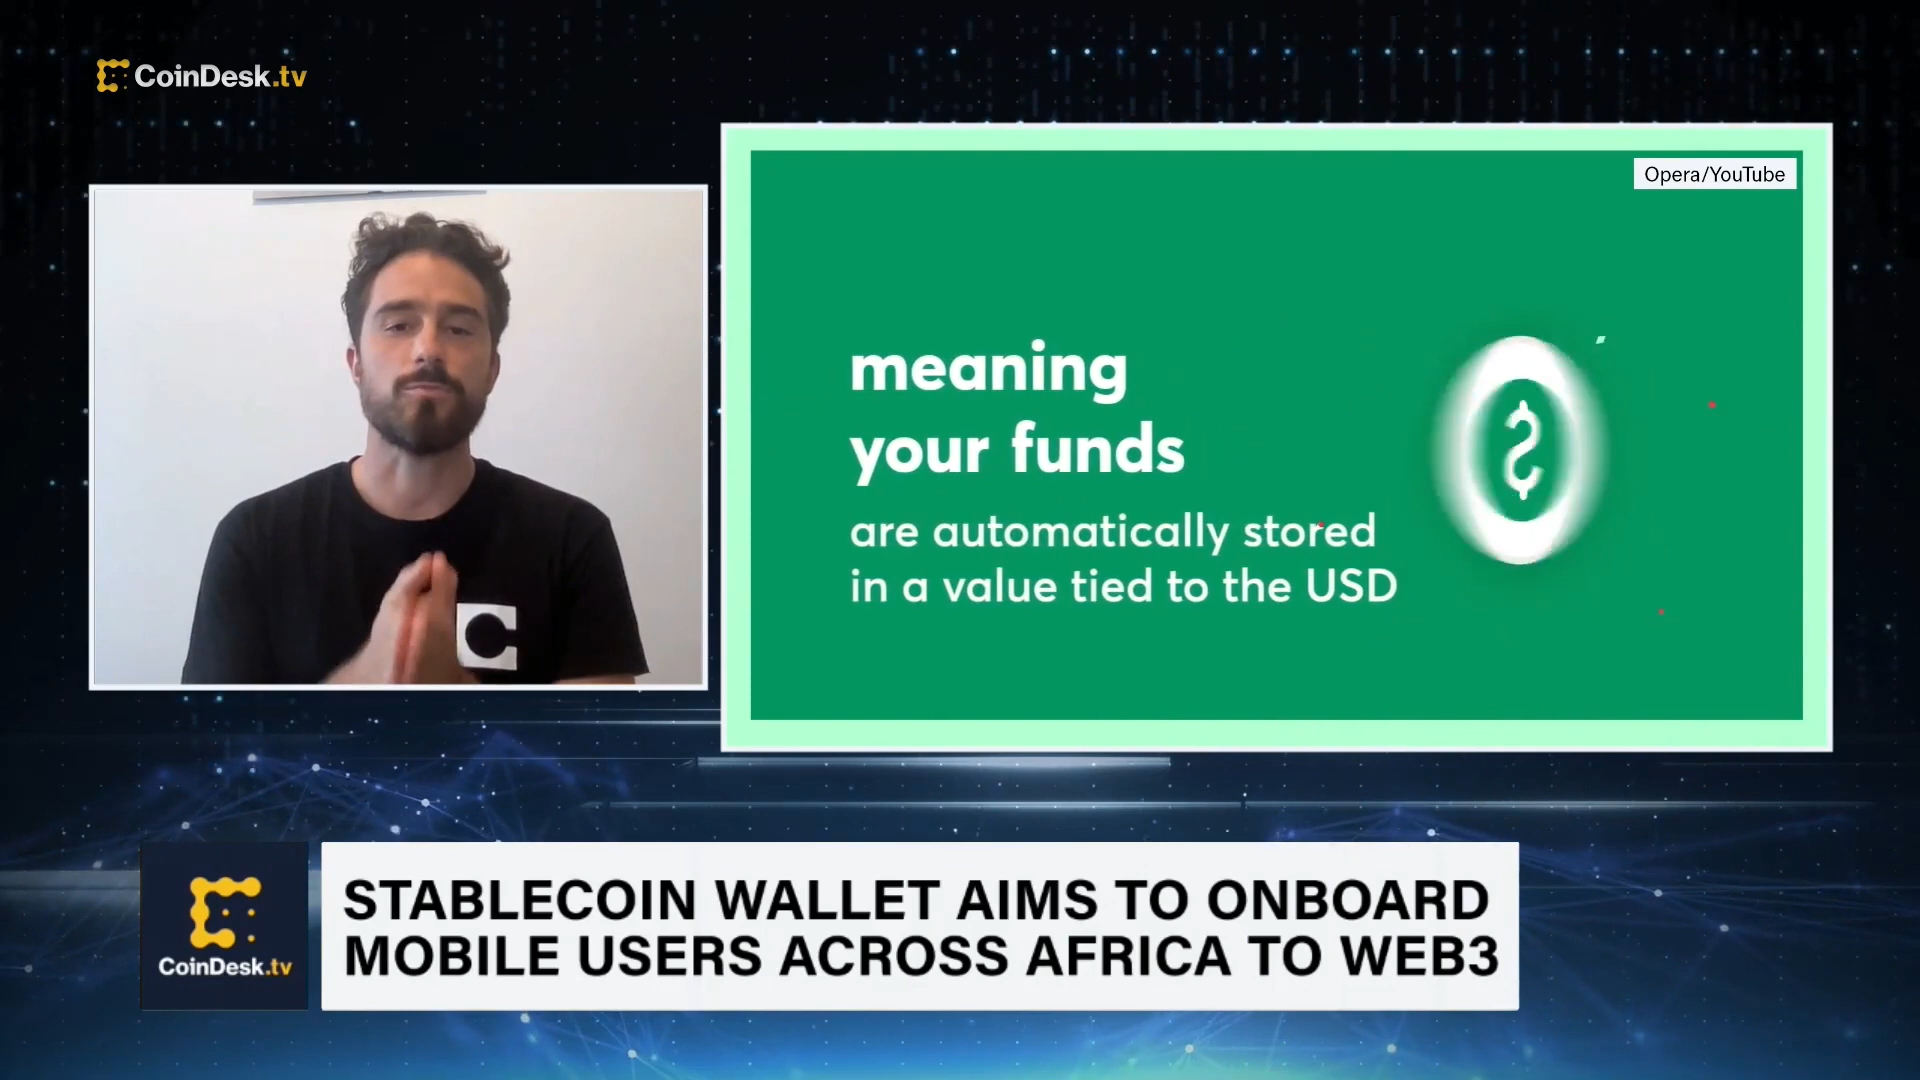 CoinDesk.tv
Opera/YouTube
meaning
your funds
are automatically stored
in a value tied to the USD
C
STABLECOIN WALLET AIMS TO ONBOARD
MOBILE USERS ACROSS AFRICA TO WEB3
CoinDesk.tv